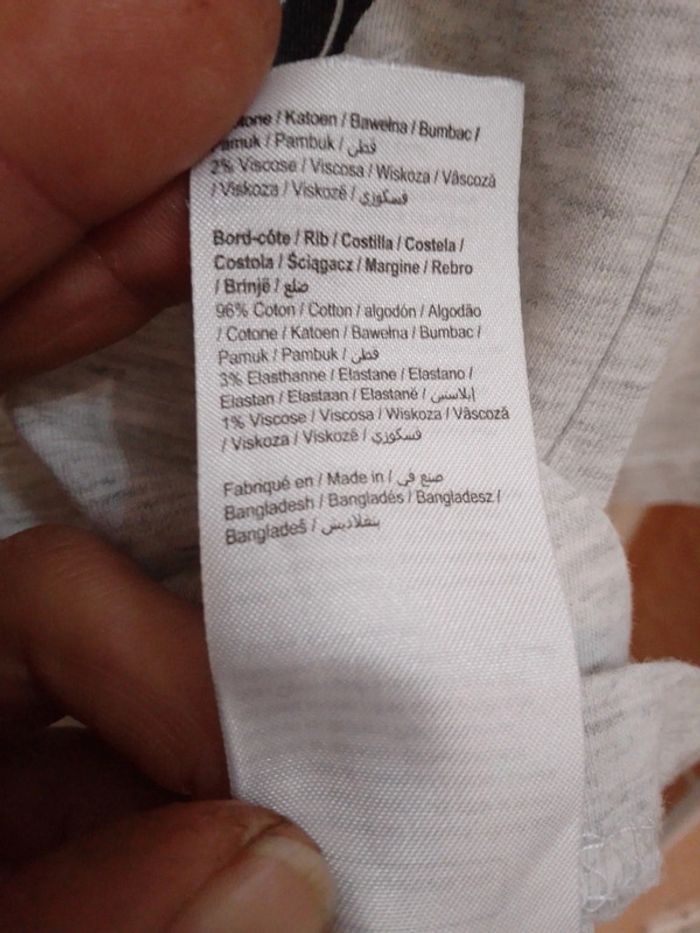 / Katoen / Bawełna / Bumbac /
Pamuk / Pambuk / قطن
2% Viscose / Viscosa / Wiskoza / Vâscoză
/ Viskoza / Viskozë / فسكوزي
Bord-côte / Rib / Costilla / Costela /
Costola / Ściągacz / Margine / Rebro
/ Brinjë / ضلع
96% Coton / Cotton / algodón / Algodão
/ Cotone / Katoen / Bawełna / Bumbac /
Pamuk / Pambuk / قطن
3% Elasthanne / Elastane / Elastano /
Elastan / Elastaan / Elastanë / إيلاستين
1% Viscose / Viscosa / Wiskoza / Vâscoză
/ Viskoza / Viskozë / فسكوزي
Fabriqué en / Made in / صنع في
Bangladesh / Bangladés / Bangladesz /
Bangladeš / بنغلاديش